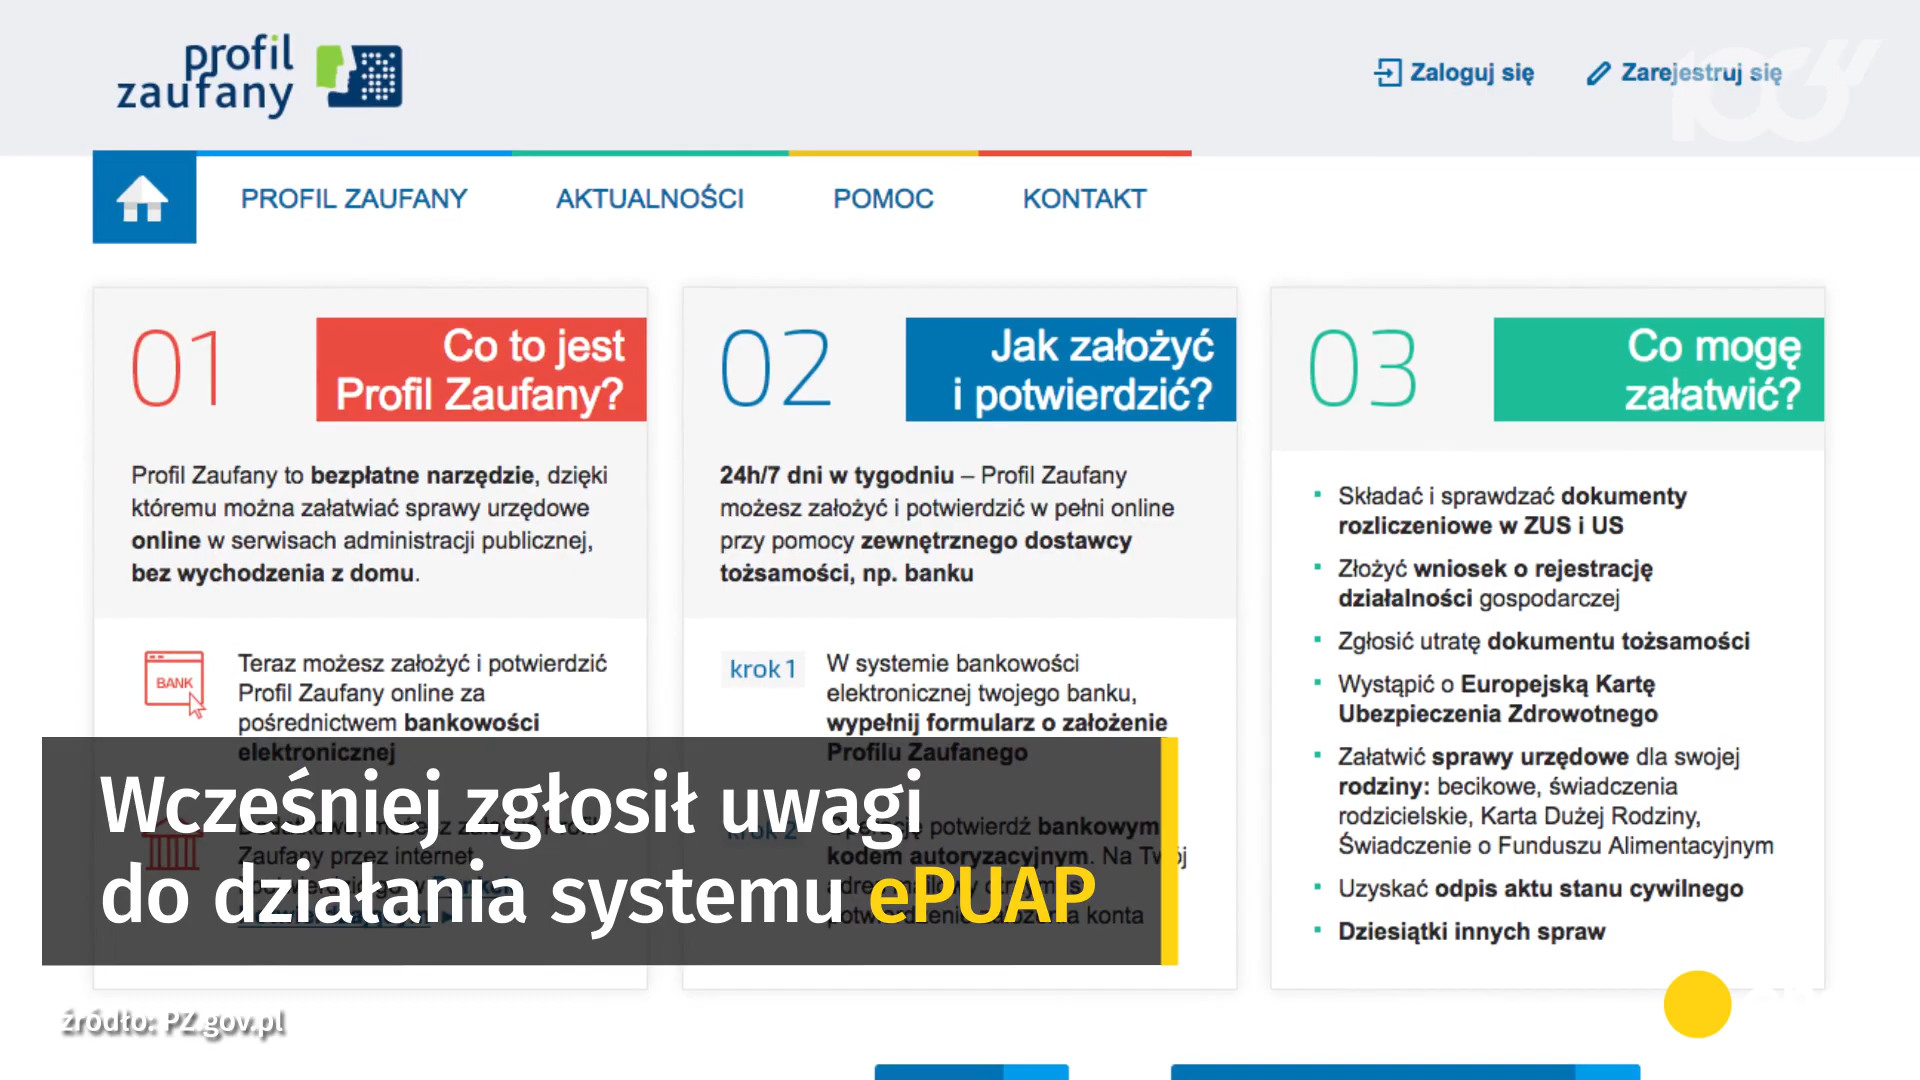 profil
zaufany
Zaloguj się
Zarejestruj się
100
PROFIL ZAUFANY
AKTUALNOŚCI
POMOC
KONTAKT
01
Co to jest
Profil Zaufany?
Profil Zaufany to bezpłatne narzędzie, dzięki
któremu można załatwiać sprawy urzędowe
online w serwisach administracji publicznej,
bez wychodzenia z domu.
BANK
Teraz możesz założyć i potwierdzić
Profil Zaufany online za
pośrednictwem bankowości
elektronicznej
Zaufany przez internet
02
Jak założyć
i potwierdzić?
24h/7 dni w tygodniu – Profil Zaufany
możesz założyć i potwierdzić w pełni online
przy pomocy zewnętrznego dostawcy
tożsamości, np. banku
krok 1
W systemie bankowości
elektronicznej twojego banku,
wypełnij formularz o założenie
Profilu Zaufanego
krok 2
potwierdź bankowym
kodem autoryzacyjnym. Na Twój
konta
03
Co mogę
załatwić?
Składać i sprawdzać dokumenty
rozliczeniowe w ZUS i US
Złożyć wniosek o rejestrację
działalności gospodarczej
Zgłosić utratę dokumentu tożsamości
Wystąpić o Europejską Kartę
Ubezpieczenia Zdrowotnego
Załatwić sprawy urzędowe dla swojej
rodziny: becikowe, świadczenia
rodzicielskie, Karta Dużej Rodziny,
Świadczenie o Funduszu Alimentacyjnym
Uzyskać odpis aktu stanu cywilnego
Dziesiątki innych spraw
Wcześniej zgłosił uwagi
do działania systemu ePUAP
źródło: PZ.gov.pl